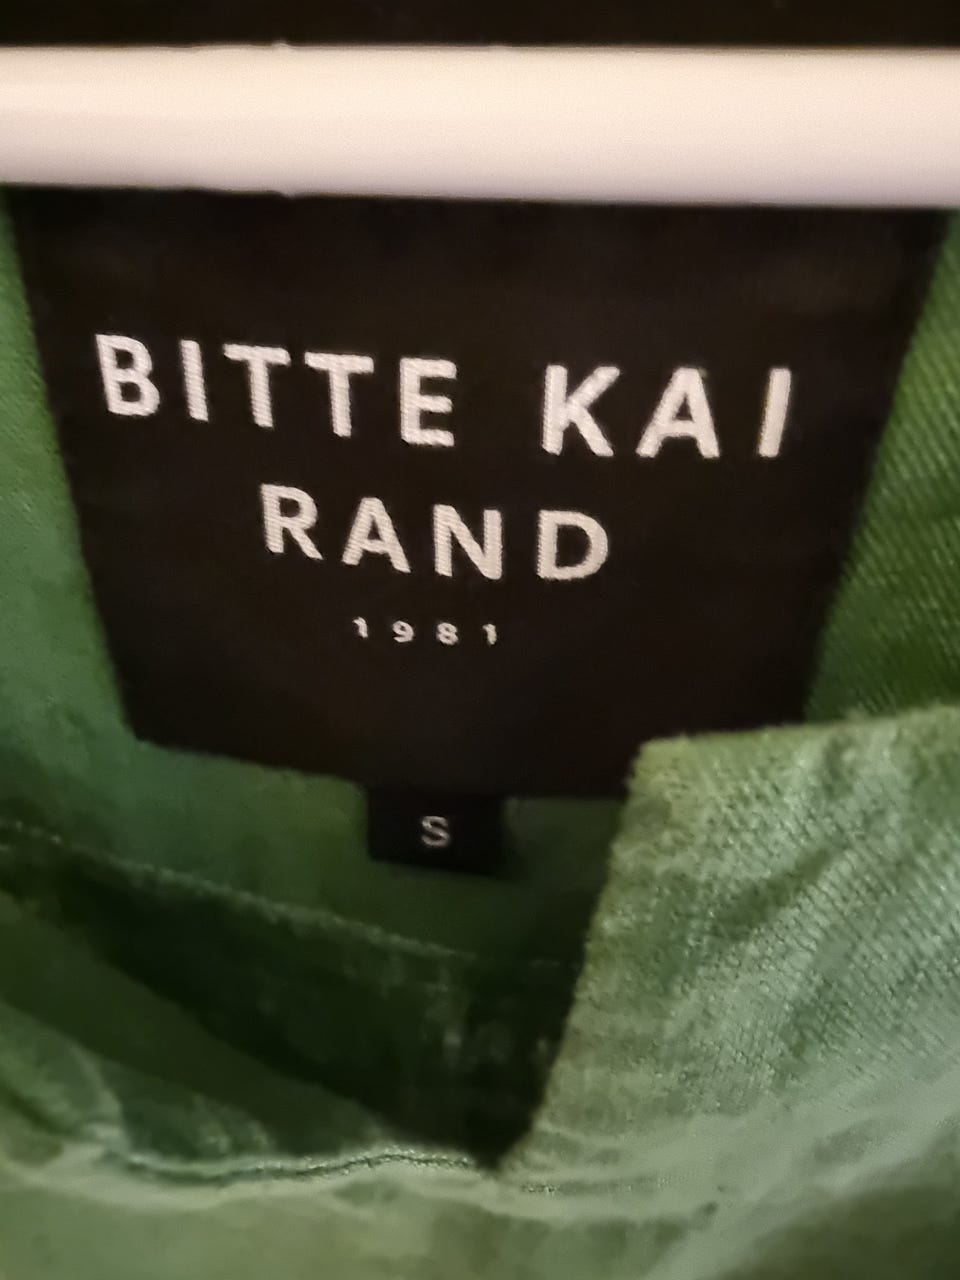 BITTE KAI
RAND
1981
S